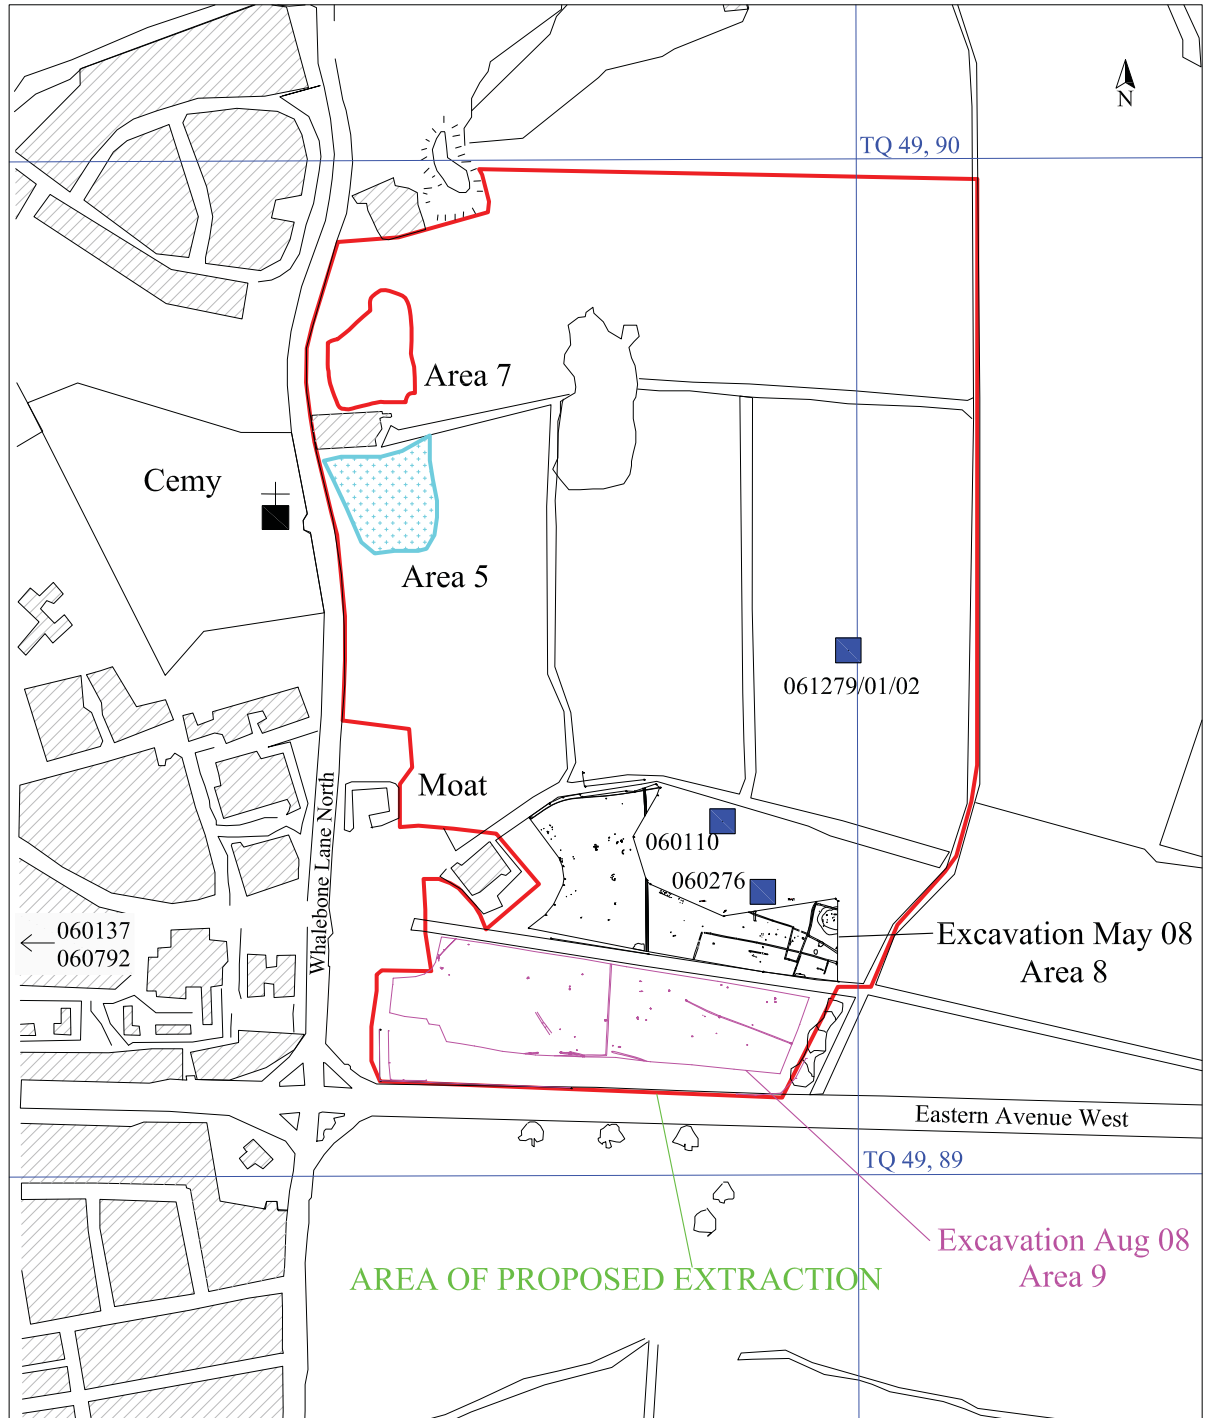 N
TQ 49, 90
Area 7
Cemy
Area 5
061279/01/02
Moat
Whalebone Lane North
060110
060276
060137
060792
Excavation May 08
Area 8
Eastern Avenue West
TQ 49, 89
Excavation Aug 08
Area 9
AREA OF PROPOSED EXTRACTION